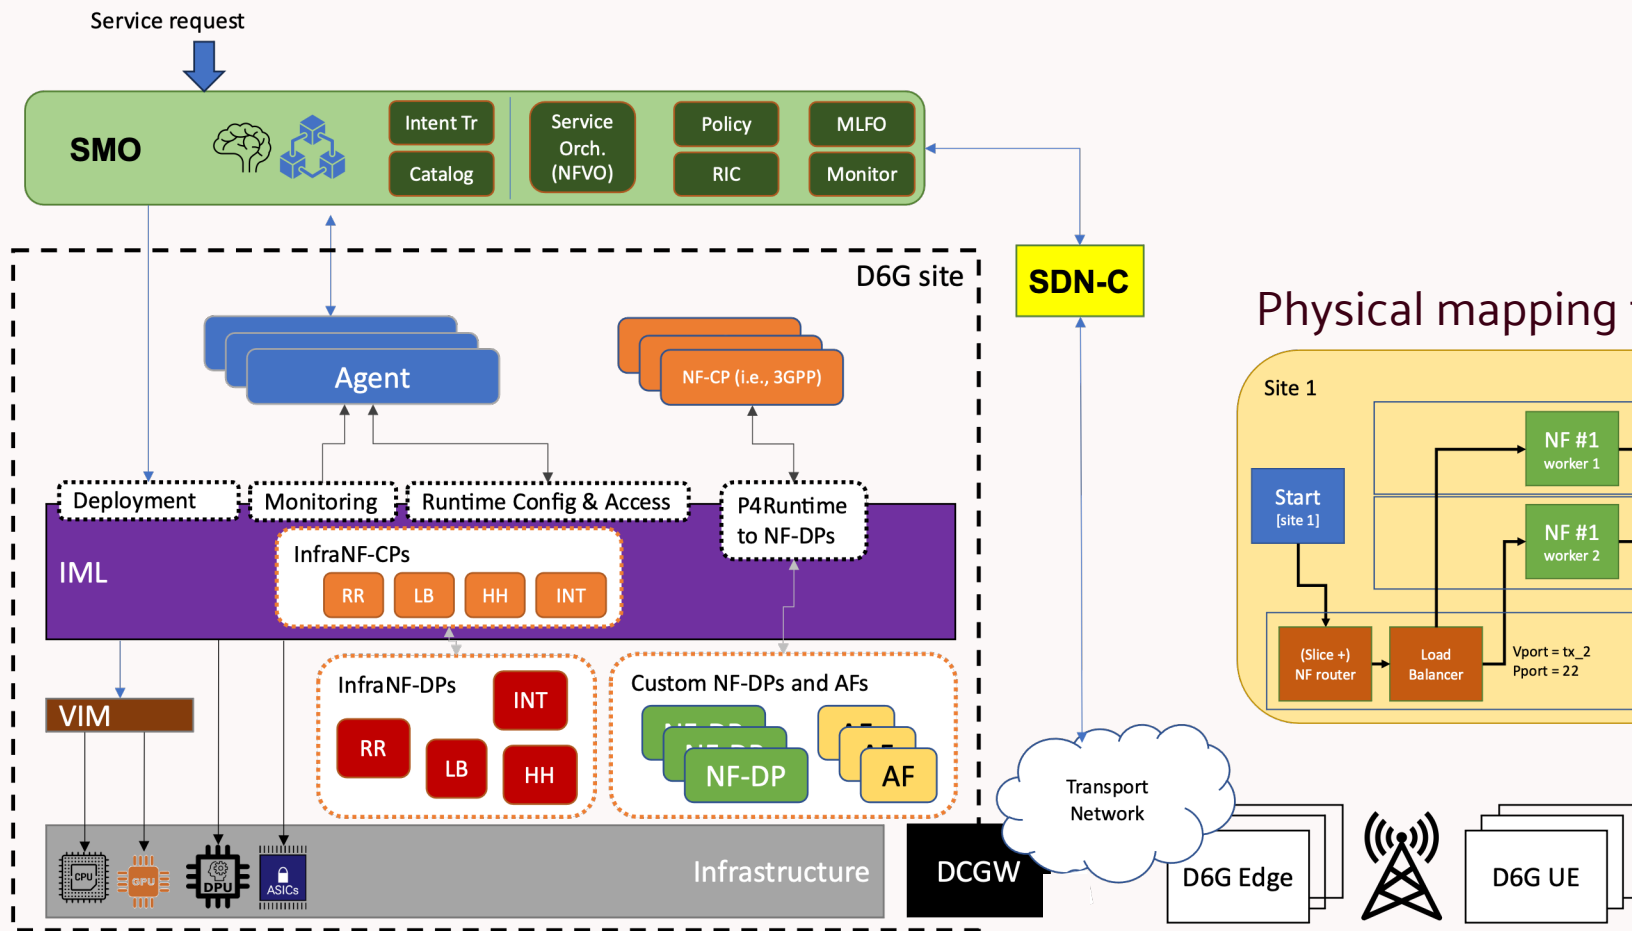 Service request
SMO
Intent Tr
Catalog
Service
Orch.
(NFVO)
Policy
RIC
MLFO
Monitor
D6G site
SDN-C
Agent
NF-CP (i.e., 3GPP)
Deployment
Monitoring
Runtime Config & Access
P4Runtime
to NF-DPs
IML
InfraNF-CPs
RR
LB
HH
INT
VIM
InfraNF-DPs
INT
RR
LB
HH
Custom NF-DPs and AFs
NF-DP
AF
Infrastructure
CPU
GPU
DPU
ASICs
DCGW
Transport
Network
D6G Edge
D6G UE
Physical mapping
Site 1
Start
[site 1]
NF #1
worker 1
NF #1
worker 2
(Slice +)
NF router
Load
Balancer
Vport = tx_2
Pport = 22